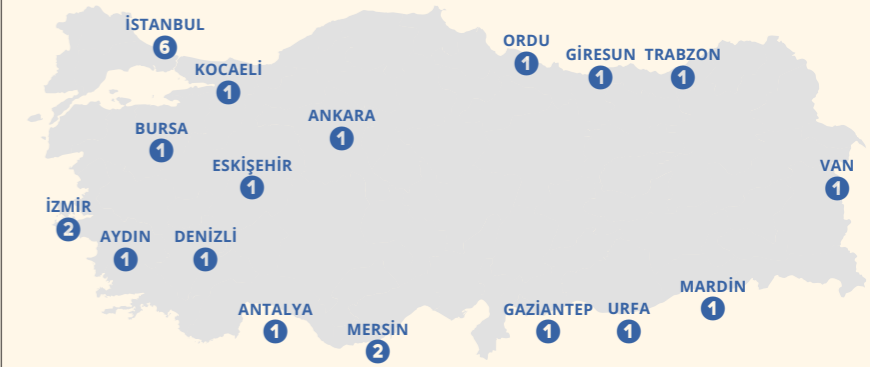 İSTANBUL
6
KOCAELİ
1
BURSA
1
ESKİŞEHİR
1
ANKARA
1
ORDU
1
GİRESUN
1
TRABZON
1
VAN
1
İZMİR
2
AYDIN
1
DENİZLİ
1
ANTALYA
1
MERSİN
2
GAZİANTEP
1
URFA
1
MARDİN
1